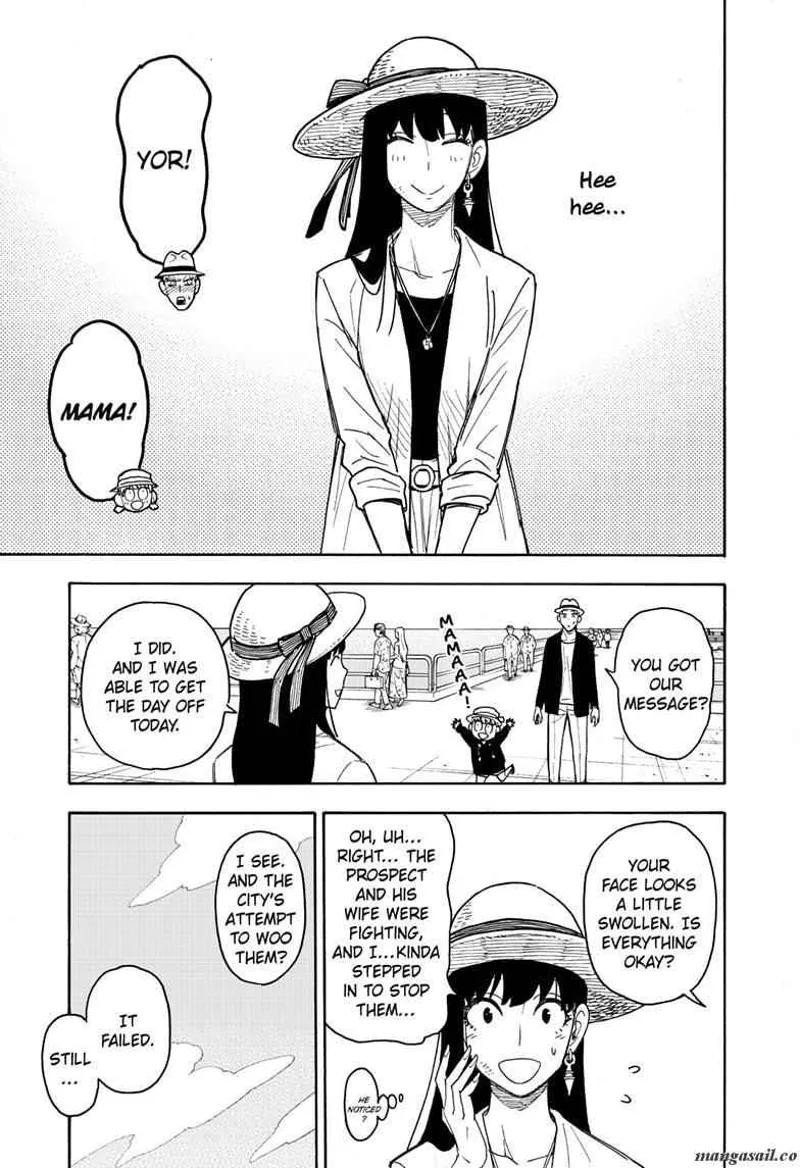 Hee
hee...
YOR!
MAMA!
YOU GOT
OUR
MESSAGE?
MAMAAA!
I DID.
AND I WAS
ABLE TO GET
THE DAY OFF
TODAY.
YOUR
FACE LOOKS
A LITTLE
SWOLLEN. IS
EVERYTHING
OKAY?
HE
NOTICED?
OH, UH...
RIGHT... THE
PROSPECT
AND HIS
WIFE WERE
FIGHTING,
AND I...KINDA
STEPPED
IN TO STOP
THEM...
I SEE.
AND THE
CITY'S
ATTEMPT
TO WOO
THEM?
IT
FAILED.
STILL
...
mangasail.co